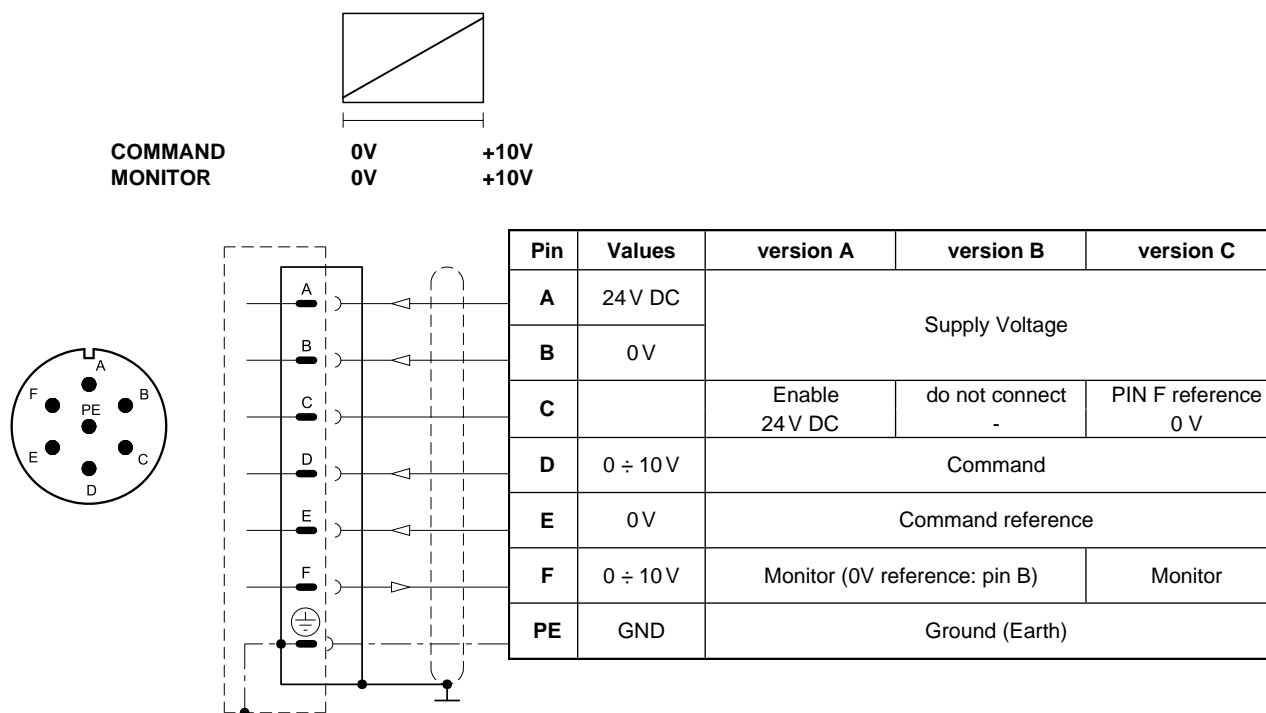 COMMAND 0V +10V
MONITOR 0V +10V
Pin Values version A version B version C
A 24 V DC Supply Voltage
B 0 V
C Enable do not connect PIN F reference
24 V DC - 0 V
D 0 ÷ 10 V Command
E 0 V Command reference
F 0 ÷ 10 V Monitor (0V reference: pin B) Monitor
PE GND Ground (Earth)
A
B
C
D
E
F
A
F
B
PE
E
C
D